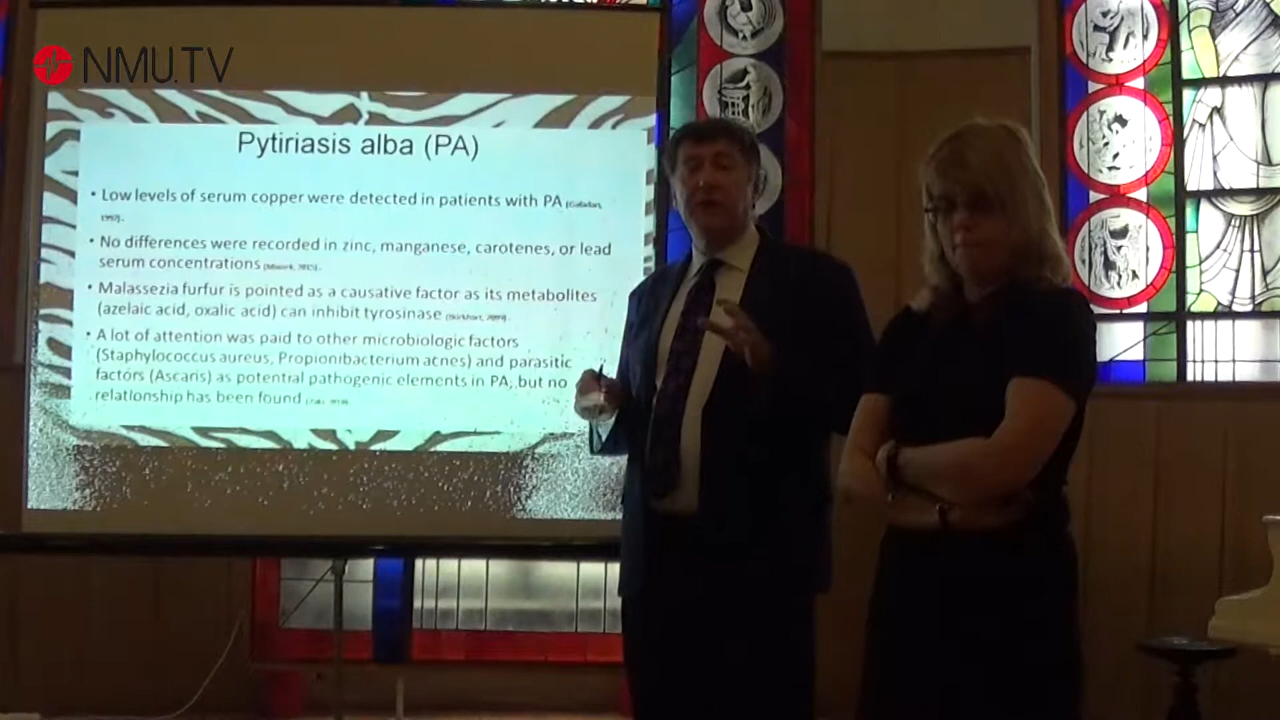 NMU.TV
Pytiriasis alba (PA)
• Low levels of serum copper were detected in patients with PA
• No differences were recorded in zinc, manganese, carotenes, or lead
serum concentrations
• Malassezia furfur is pointed as a causative factor as its metabolites
(azelaic acid, oxalic acid) can inhibit tyrosinase
• A lot of attention was paid to other microbiologic factors
(Staphylococcus aureus, Propionibacterium acnes) and parasitic
factors (Ascaris) as potential pathogenic elements in PA, but no
relationship has been found